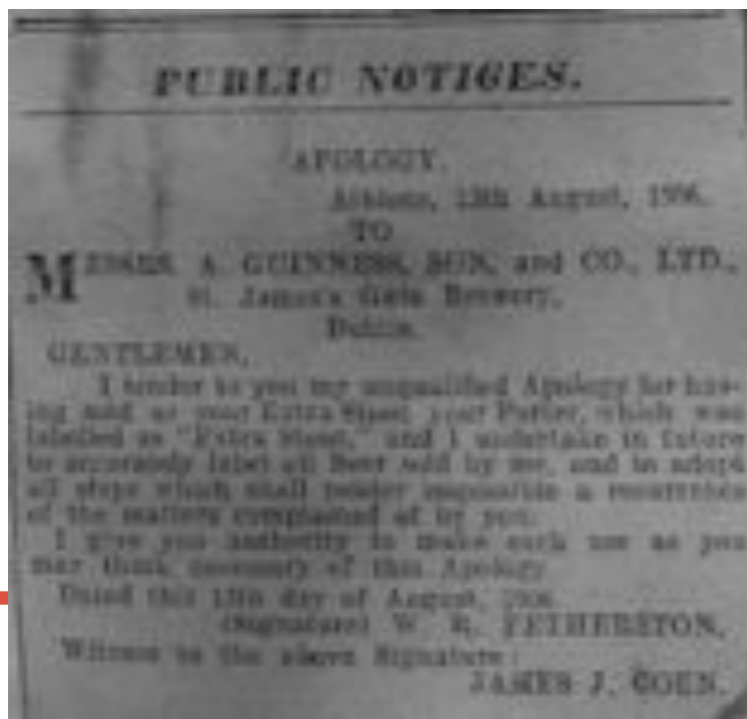 PUBLIC NOTICES.
APOLOGY.
Athlone, 13th August, 1906.
TO
MESSRS. A. GUINNESS, SON, and CO., LTD.,
St. James's Gate Brewery,
Dublin.
GENTLEMEN,
I tender to you my unqualified Apology for hav-
ing sold as your Extra Stout your Porter, which was
labelled as "Extra Stout," and I undertake in future
to accurately label all Beer sold by me, and to adopt
all steps which shall render impossible a recurrence
of the matters complained of by you.
I give you authority to make such use as you
may think necessary of this Apology.
Dated this 13th day of August, 1906.
(Signature) W. R. FETHERSTON.
Witness to the above Signature:
JAMES J. COEN.